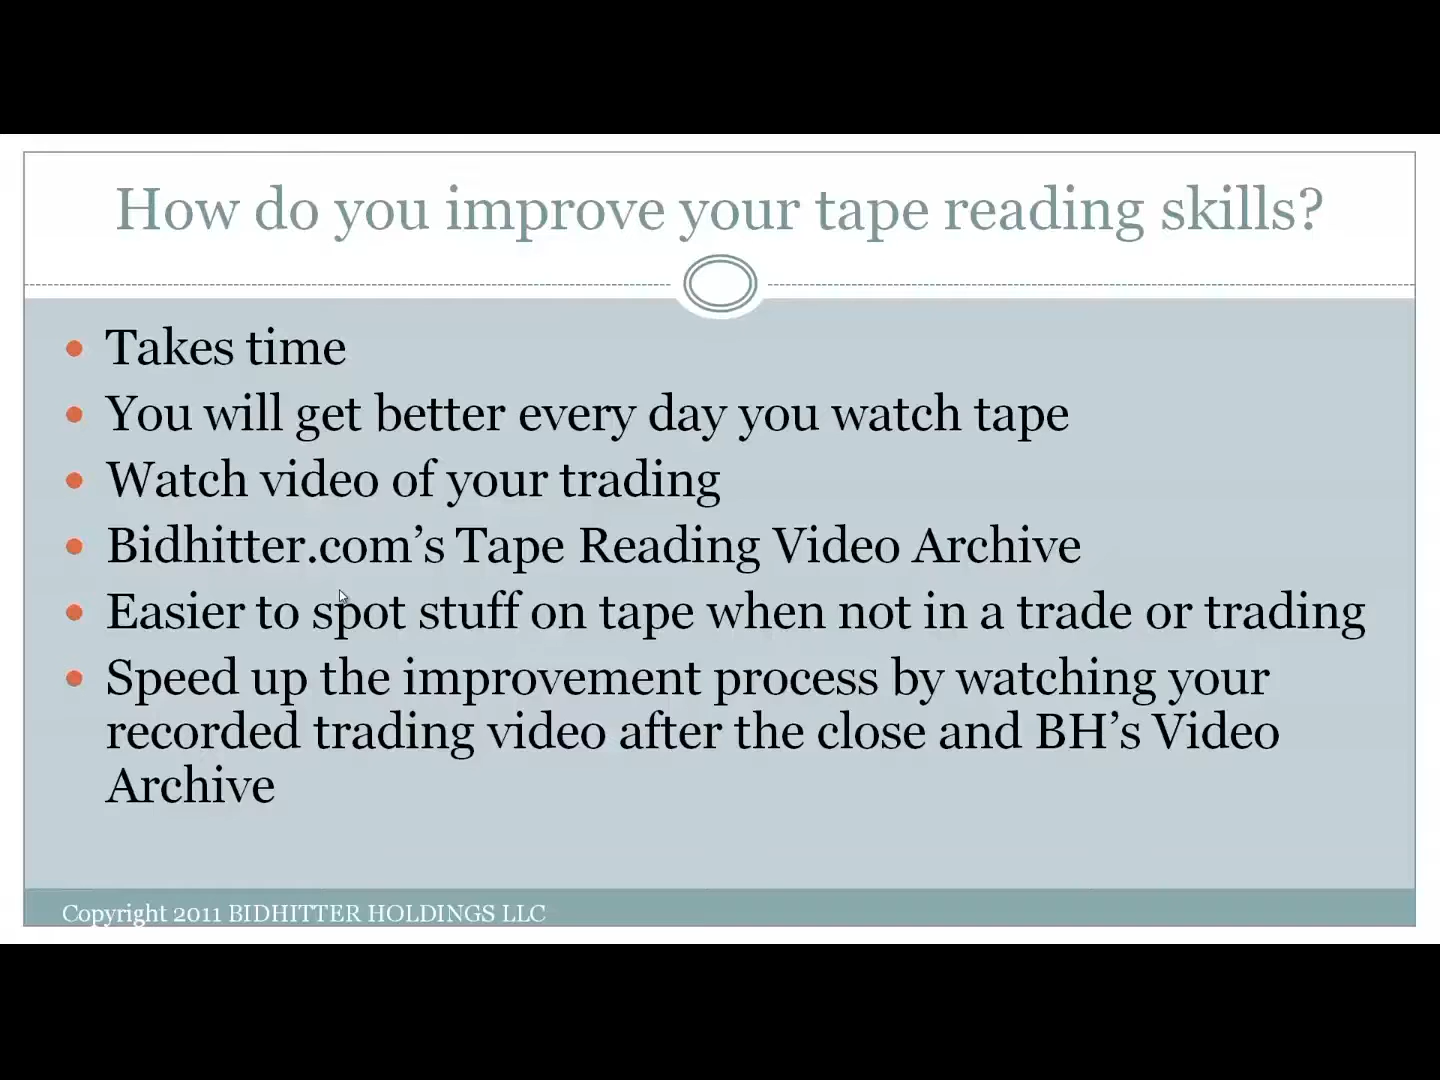 How do you improve your tape reading skills?
• Takes time
• You will get better every day you watch tape
• Watch video of your trading
• Bidhitter.com’s Tape Reading Video Archive
• Easier to spot stuff on tape when not in a trade or trading
• Speed up the improvement process by watching your
recorded trading video after the close and BH’s Video
Archive
Copyright 2011 BIDHITTER HOLDINGS LLC